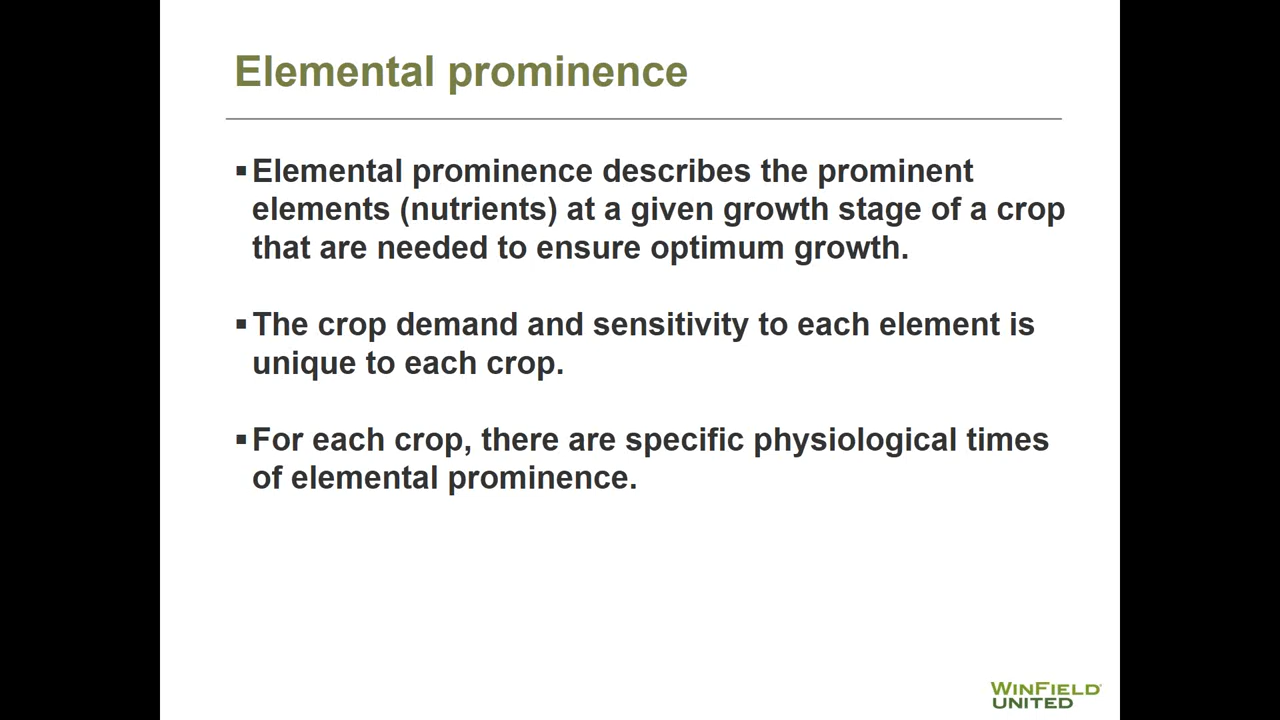 Elemental prominence
▪Elemental prominence describes the prominent
elements (nutrients) at a given growth stage of a crop
that are needed to ensure optimum growth.
▪The crop demand and sensitivity to each element is
unique to each crop.
▪For each crop, there are specific physiological times
of elemental prominence.
WINFIELD®
UNITED